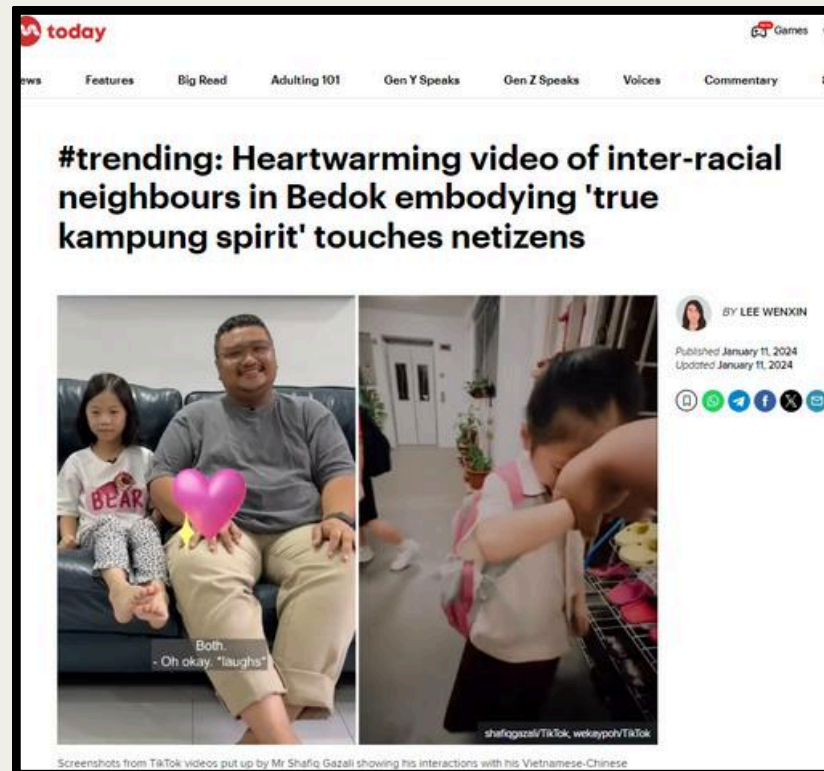 today
Games
ews Features Big Read Adulting 101 Gen Y Speaks Gen Z Speaks Voices Commentary
#trending: Heartwarming video of inter-racial
neighbours in Bedok embodying 'true
kampung spirit' touches netizens
BY LEE WENXIN
Published January 11, 2024
Updated January 11, 2024
BEAR
Both.
- Oh okay. *laughs*
shafiqgazali/TikTok, wekaypoh/TikTok
Screenshots from TikTok videos put up by Mr Shafiq Gazali showing his interactions with his Vietnamese-Chinese